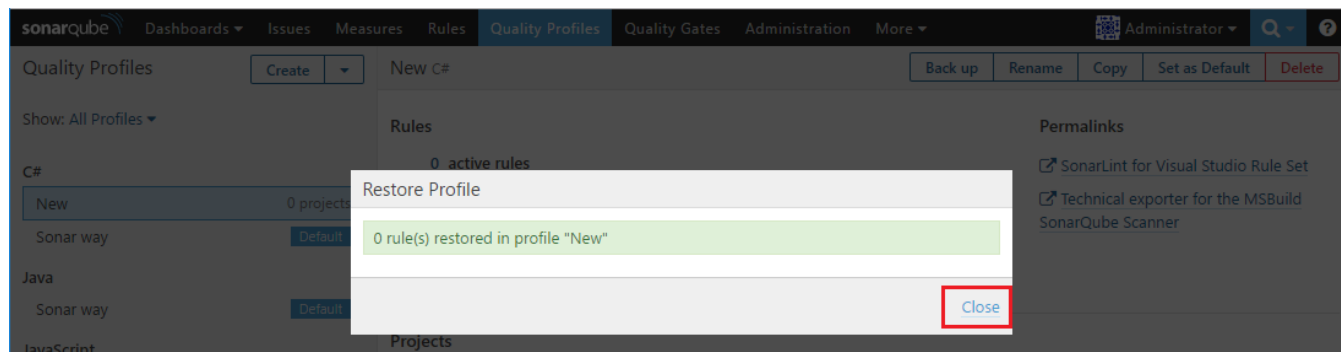 sonarqube Dashboards Issues Measures Rules Quality Profiles Quality Gates Administration More Administrator ?
Quality Profiles Create New C# Back up Rename Copy Set as Default Delete
Show: All Profiles
Rules Permalinks
0 active rules
SonarLint for Visual Studio Rule Set
C#
Restore Profile
New 0 projects
Technical exporter for the MSBuild
SonarQube Scanner
Sonar way Default
0 rule(s) restored in profile "New"
Java
Sonar way Default
Close
Projects
JavaScript